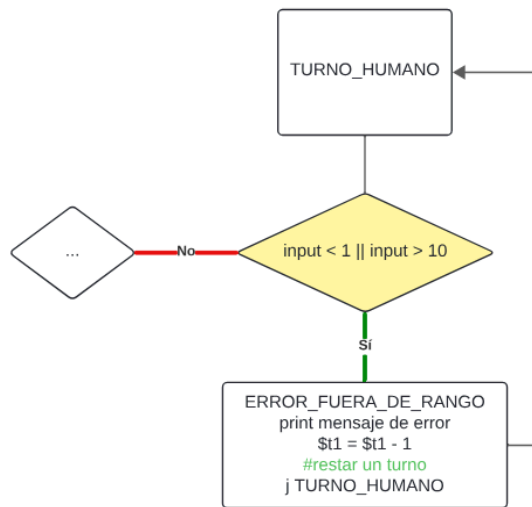 TURNO_HUMANO
input < 1 || input > 10
...
No
Sí
ERROR_FUERA_DE_RANGO
print mensaje de error
$t1 = $t1 - 1
#restar un turno
j TURNO_HUMANO